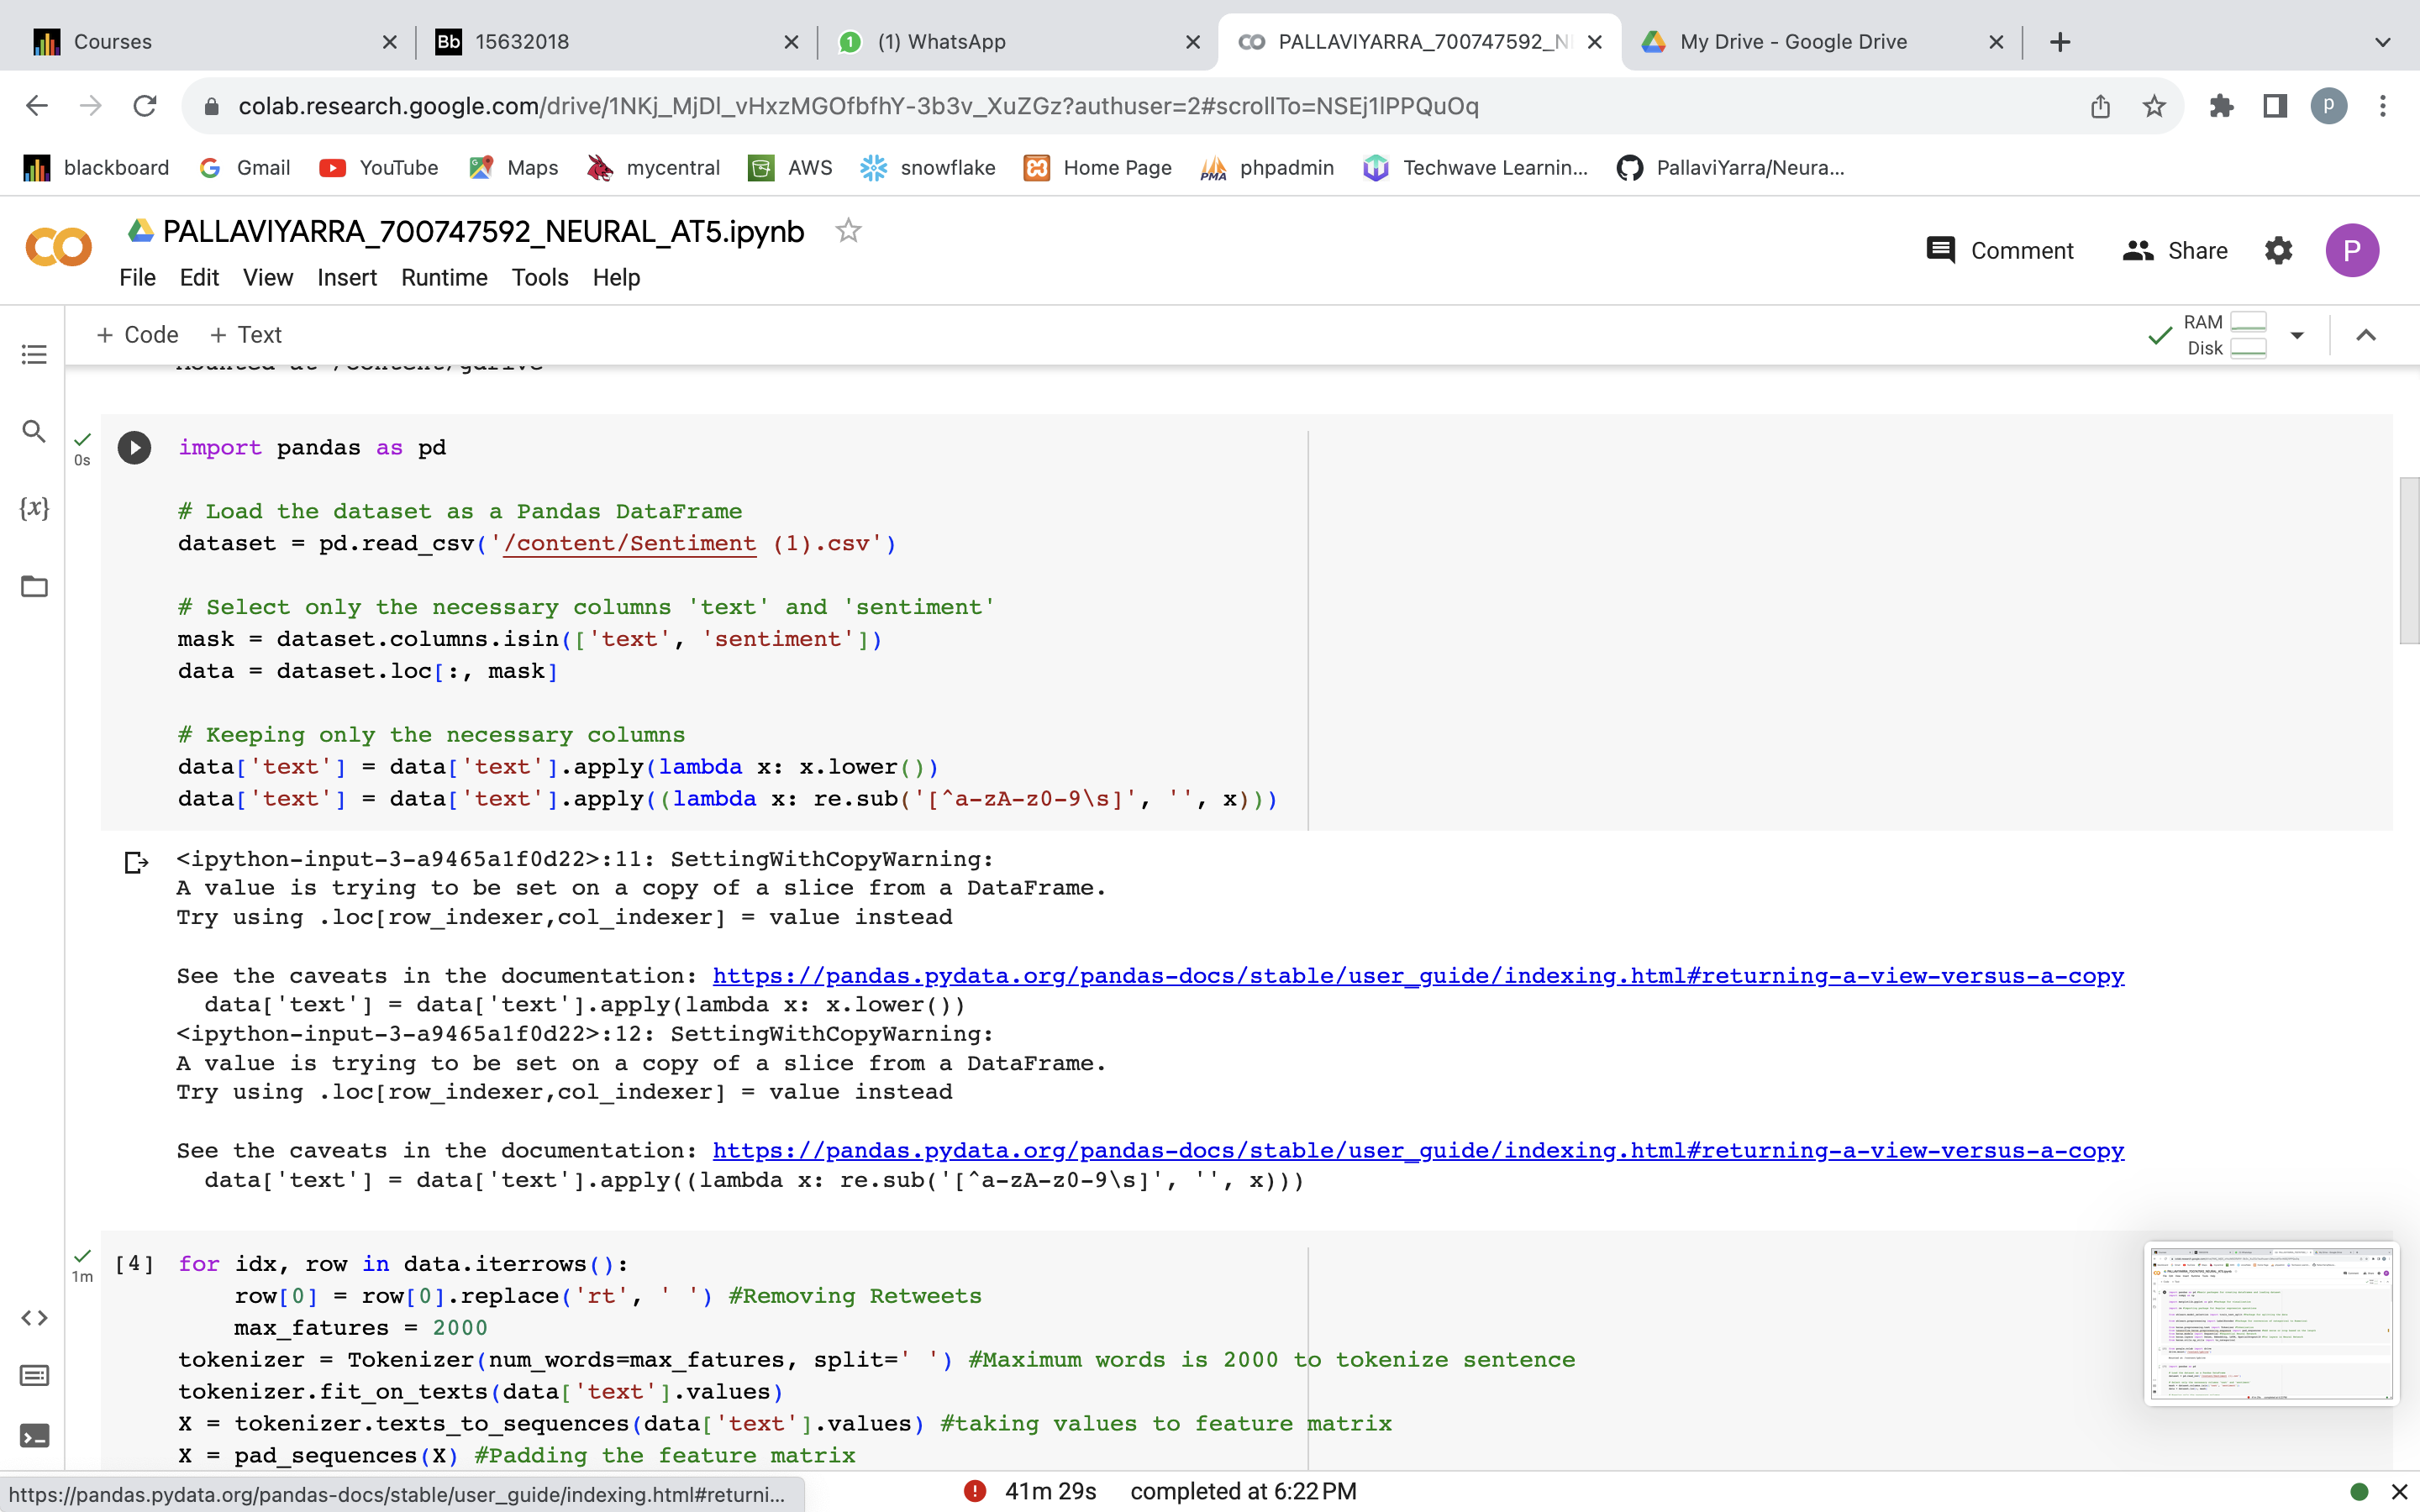 Courses
Bb 15632018
1 (1) WhatsApp
PALLAVIYARRA_700747592_N
My Drive - Google Drive
colab.research.google.com/drive/1NKj_MjDl_vHxzMGOfbfhY-3b3v_XuZGz?authuser=2#scrollTo=NSEj1lPPQuOq
p
blackboard
Gmail
YouTube
Maps
mycentral
AWS
snowflake
Home Page
PMA phpadmin
Techwave Learnin...
PallaviYarra/Neura...
PALLAVIYARRA_700747592_NEURAL_AT5.ipynb
Comment
Share
P
File Edit View Insert Runtime Tools Help
+ Code + Text
RAM
Disk
Mounted at /content/gdrive
0s
import pandas as pd
# Load the dataset as a Pandas DataFrame
dataset = pd.read_csv('/content/Sentiment (1).csv')
# Select only the necessary columns 'text' and 'sentiment'
mask = dataset.columns.isin(['text', 'sentiment'])
data = dataset.loc[:, mask]
# Keeping only the necessary columns
data['text'] = data['text'].apply(lambda x: x.lower())
data['text'] = data['text'].apply((lambda x: re.sub('[^a-zA-z0-9\s]', '', x)))
<ipython-input-3-a9465a1f0d22>:11: SettingWithCopyWarning:
A value is trying to be set on a copy of a slice from a DataFrame.
Try using .loc[row_indexer,col_indexer] = value instead
See the caveats in the documentation: https://pandas.pydata.org/pandas-docs/stable/user_guide/indexing.html#returning-a-view-versus-a-copy
data['text'] = data['text'].apply(lambda x: x.lower())
<ipython-input-3-a9465a1f0d22>:12: SettingWithCopyWarning:
A value is trying to be set on a copy of a slice from a DataFrame.
Try using .loc[row_indexer,col_indexer] = value instead
See the caveats in the documentation: https://pandas.pydata.org/pandas-docs/stable/user_guide/indexing.html#returning-a-view-versus-a-copy
data['text'] = data['text'].apply((lambda x: re.sub('[^a-zA-z0-9\s]', '', x)))
1m
[4] for idx, row in data.iterrows():
row[0] = row[0].replace('rt', ' ') #Removing Retweets
max_fatures = 2000
tokenizer = Tokenizer(num_words=max_fatures, split=' ') #Maximum words is 2000 to tokenize sentence
tokenizer.fit_on_texts(data['text'].values)
X = tokenizer.texts_to_sequences(data['text'].values) #taking values to feature matrix
X = pad_sequences(X) #Padding the feature matrix
https://pandas.pydata.org/pandas-docs/stable/user_guide/indexing.html#returni...
41m 29s completed at 6:22 PM